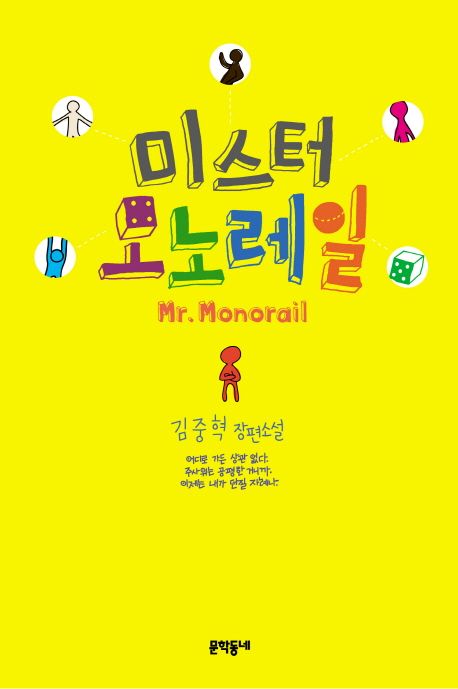 미스터
모노레일
Mr. Monorail
김중혁 장편소설
어디로 가든 상관 없다.
주사위는 공평한 거니까.
이제는 내가 던질 차례다.
문학동네